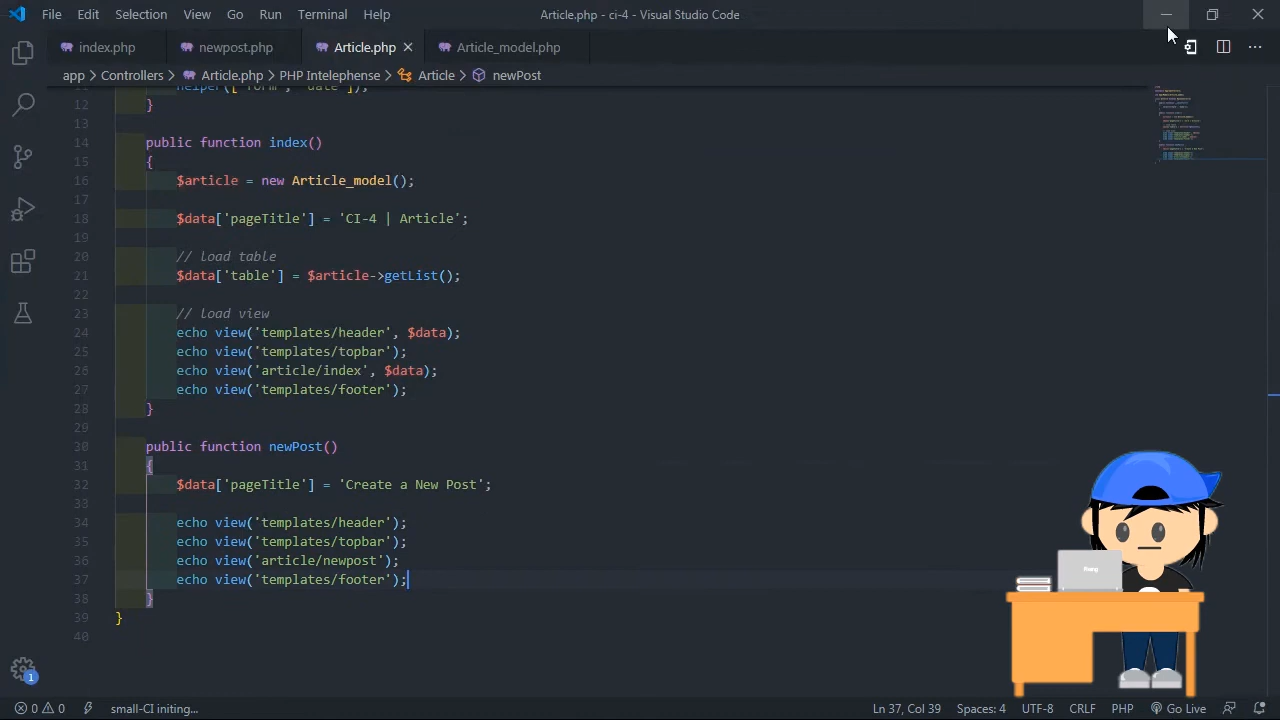 File Edit Selection View Go Run Terminal Help Article.php - ci-4 - Visual Studio Code
index.php newpost.php Article.php Article_model.php
app > Controllers > Article.php > PHP Intelephense > Article > newPost
11 helper(["form", "date"]);
12 }
13
14 public function index()
15 {
16 $article = new Article_model();
17
18 $data['pageTitle'] = 'CI-4 | Article';
19
20 // load table
21 $data['table'] = $article->getList();
22
23 // load view
24 echo view('templates/header', $data);
25 echo view('templates/topbar');
26 echo view('article/index', $data);
27 echo view('templates/footer');
28 }
29
30 public function newPost()
31 {
32 $data['pageTitle'] = 'Create a New Post';
33
34 echo view('templates/header');
35 echo view('templates/topbar');
36 echo view('article/newpost');
37 echo view('templates/footer');
38 }
39 }
40
1
0 0 small-CI initing... Ln 37, Col 39 Spaces: 4 UTF-8 CRLF PHP Go Live